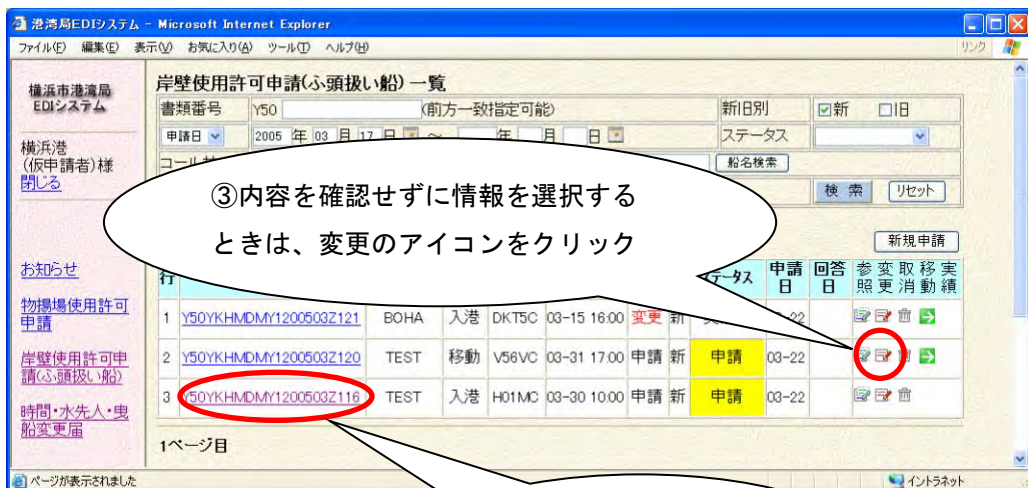 港湾局EDIシステム - Microsoft Internet Explorer
ファイル(F) 編集(E) 表示(V) お気に入り(A) ツール(T) ヘルプ(H) リンク
横浜市港湾局
EDIシステム
横浜港
(仮申請者)様
閉じる
お知らせ
物揚場使用許可
申請
岸壁使用許可申
請(ふ頭扱い船)
時間・水先人・曳
船変更届
岸壁使用許可申請(ふ頭扱い船)一覧
書類番号 Y50 (前方一致指定可能) 新旧別 新 旧
申請日 2005 年 03 月 17 日 ~ 年 月 日 ステータス
船名検索
検 索 リセット
③内容を確認せずに情報を選択する
ときは、変更のアイコンをクリック
新規申請
行 ステータス 申請日 回答日 参照 変更 取消 移動 実績
1 Y50YKHMDMY1200503Z121 BOHA 入港 DKT5C 03-15 16:00 変更 新
2 Y50YKHMDMY1200503Z120 TEST 移動 V56VC 03-31 17:00 申請 新 申請 03-22
3 Y50YKHMDMY1200503Z116 TEST 入港 H01MC 03-30 10:00 申請 新 申請 03-22
1ページ目
ページが表示されました イントラネット